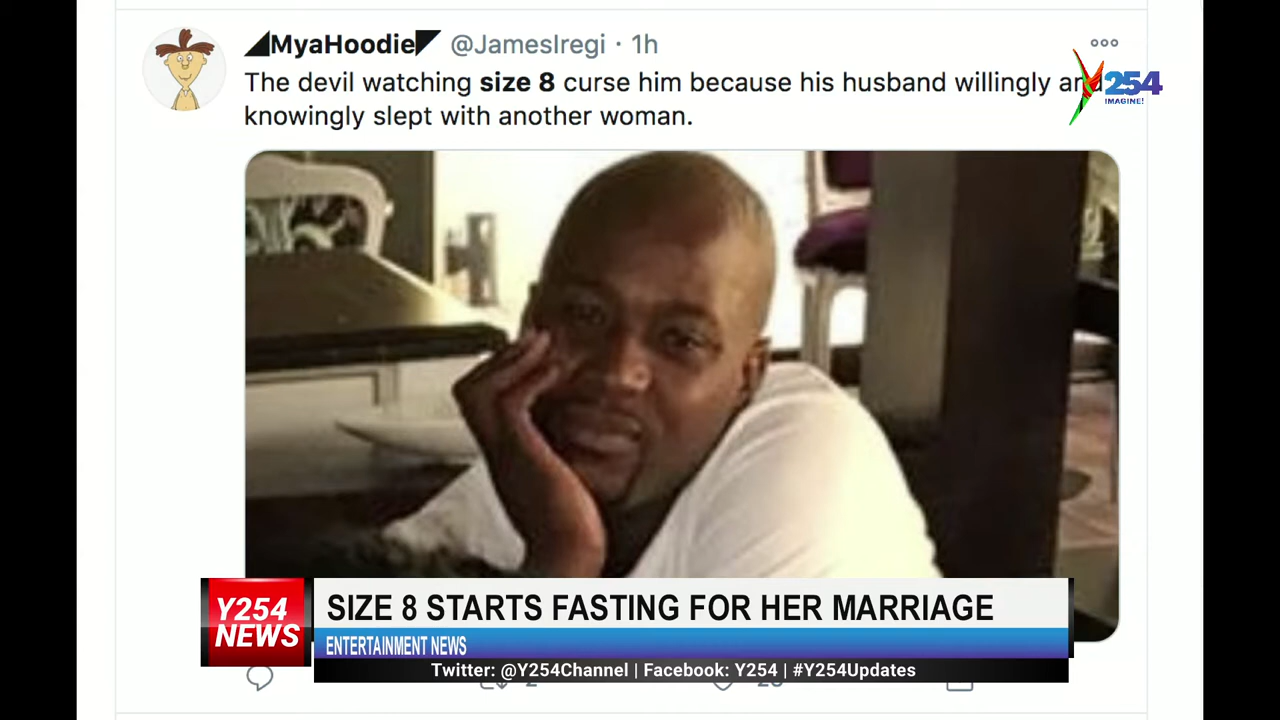 MyaHoodie @JamesIregi · 1h
The devil watching size 8 curse him because his husband willingly and
knowingly slept with another woman.
Y254
IMAGINE!
Y254
NEWS
SIZE 8 STARTS FASTING FOR HER MARRIAGE
ENTERTAINMENT NEWS
Twitter: @Y254Channel | Facebook: Y254 | #Y254Updates